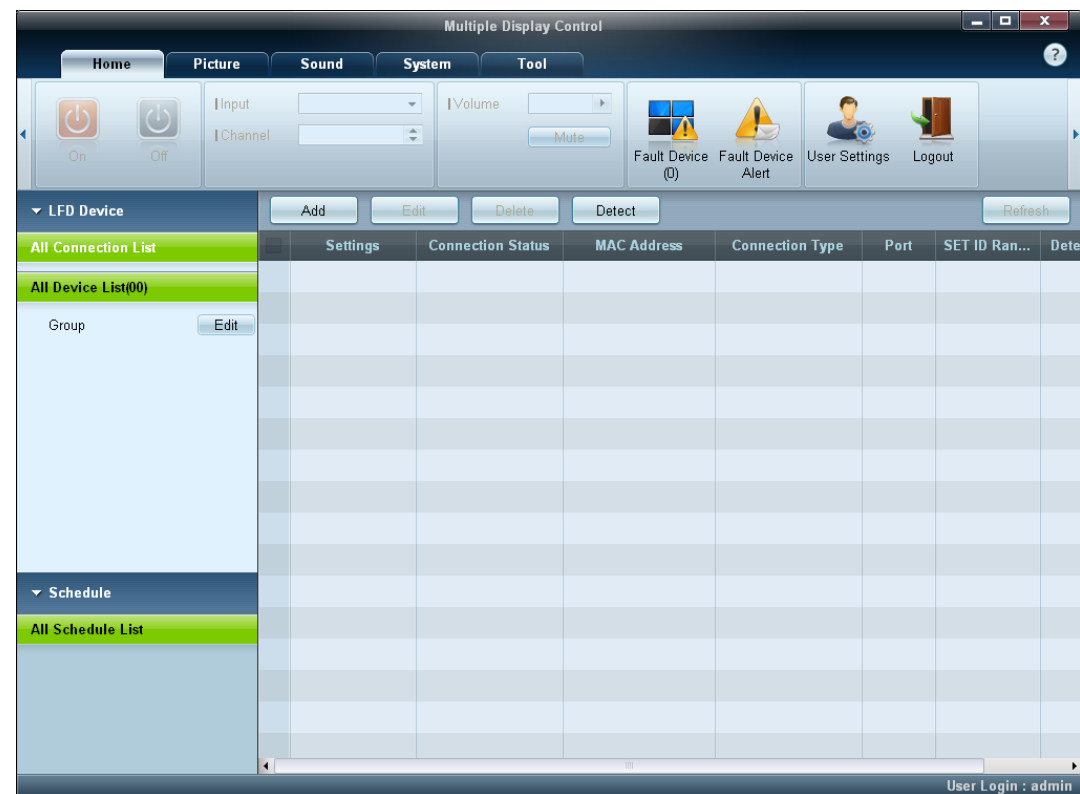 Multiple Display Control
Home Picture Sound System Tool
Input
Channel
Volume
Mute
On Off
Fault Device (0)
Fault Device Alert
User Settings
Logout
LFD Device
All Connection List
All Device List(00)
Group Edit
Add Edit Delete Detect Refresh
Settings Connection Status MAC Address Connection Type Port SET ID Ran... Dete
Schedule
All Schedule List
User Login : admin